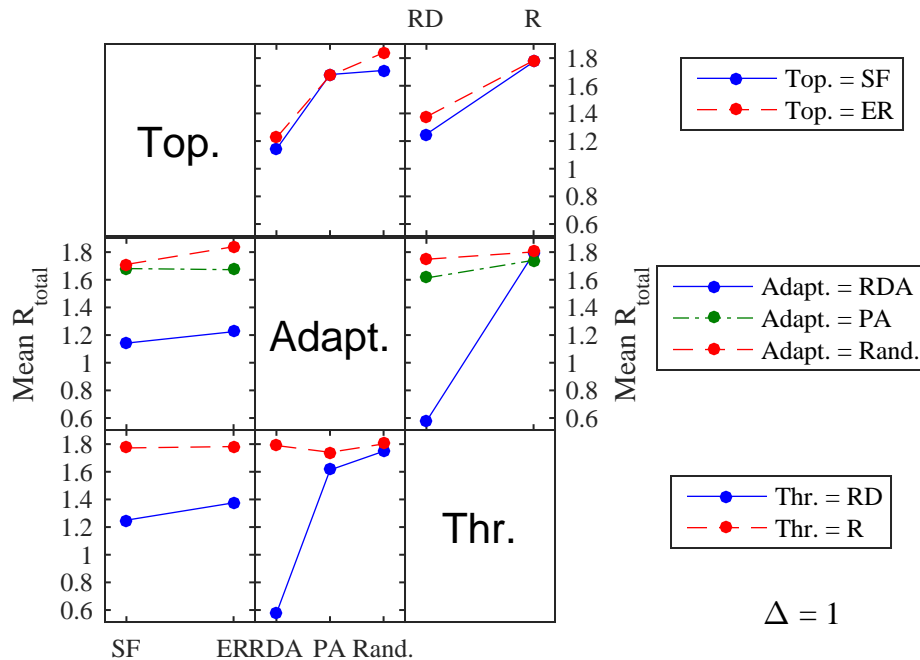 RD R
1.8
1.6
1.4
1.2
1
0.8
0.6
Top. = SF
Top. = ER
Top.
1.8
1.6
1.4
1.2
1
0.8
0.6
Mean R_total
Adapt.
1.8
1.6
1.4
1.2
1
0.8
0.6
Mean R_total
Adapt. = RDA
Adapt. = PA
Adapt. = Rand.
1.8
1.6
1.4
1.2
1
0.8
0.6
Thr.
Thr. = RD
Thr. = R
Δ = 1
SF ER RDA PA Rand.